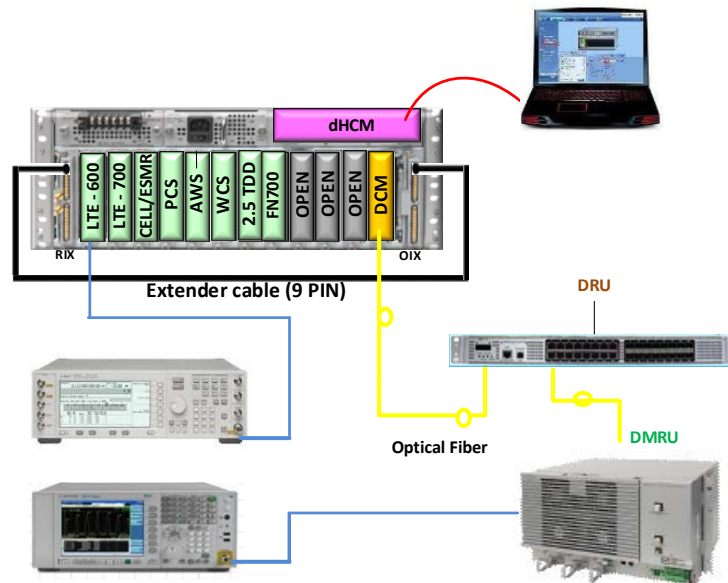 dHCM
LTE - 600
LTE - 700
CELL/ESMR
PCS
AWS
WCS
2.5 TDD
FN700
OPEN
OPEN
OPEN
DCM
RIX
OIX
Extender cable (9 PIN)
DRU
Optical Fiber
DMRU